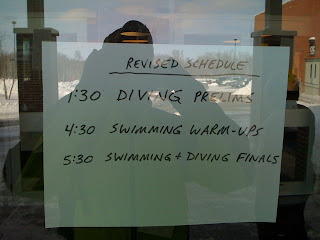 REVISED SCHEDULE
1:30 DIVING PRELIMS
4:30 SWIMMING WARM-UPS
5:30 SWIMMING + DIVING FINALS